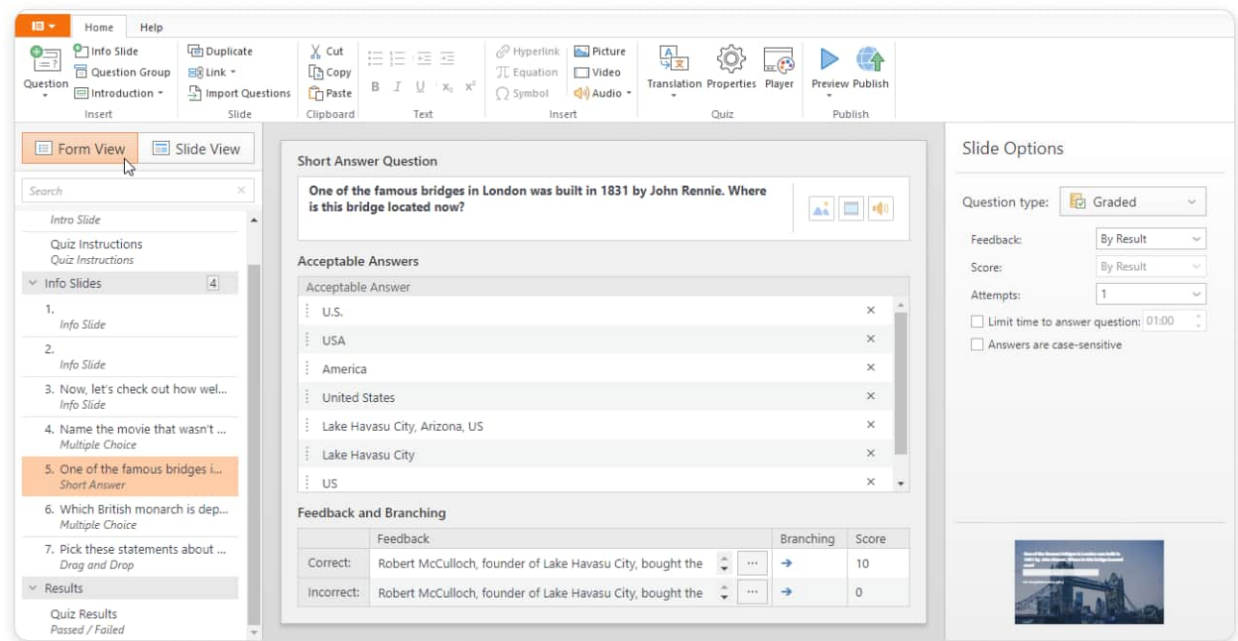 Home Help
Info Slide
Question Group
Introduction
Question
Insert
Duplicate
Link
Import Questions
Slide
Cut
Copy
Paste
Clipboard
B I U X₂ X²
Text
Hyperlink
Equation
Symbol
Picture
Video
Audio
Insert
Translation Properties Player
Quiz
Preview Publish
Publish
Form View Slide View
Search
Intro Slide
Quiz Instructions
Quiz Instructions
Info Slides 4
1.
Info Slide
2.
Info Slide
3. Now, let's check out how wel...
Info Slide
4. Name the movie that wasn't ...
Multiple Choice
5. One of the famous bridges i...
Short Answer
6. Which British monarch is dep...
Multiple Choice
7. Pick these statements about ...
Drag and Drop
Results
Quiz Results
Passed / Failed
Short Answer Question
One of the famous bridges in London was built in 1831 by John Rennie. Where
is this bridge located now?
Acceptable Answers
Acceptable Answer
U.S.
USA
America
United States
Lake Havasu City, Arizona, US
Lake Havasu City
US
Feedback and Branching
Feedback Branching Score
Correct: Robert McCulloch, founder of Lake Havasu City, bought the ... 10
Incorrect: Robert McCulloch, founder of Lake Havasu City, bought the ... 0
Slide Options
Question type: Graded
Feedback: By Result
Score: By Result
Attempts: 1
Limit time to answer question: 01:00
Answers are case-sensitive